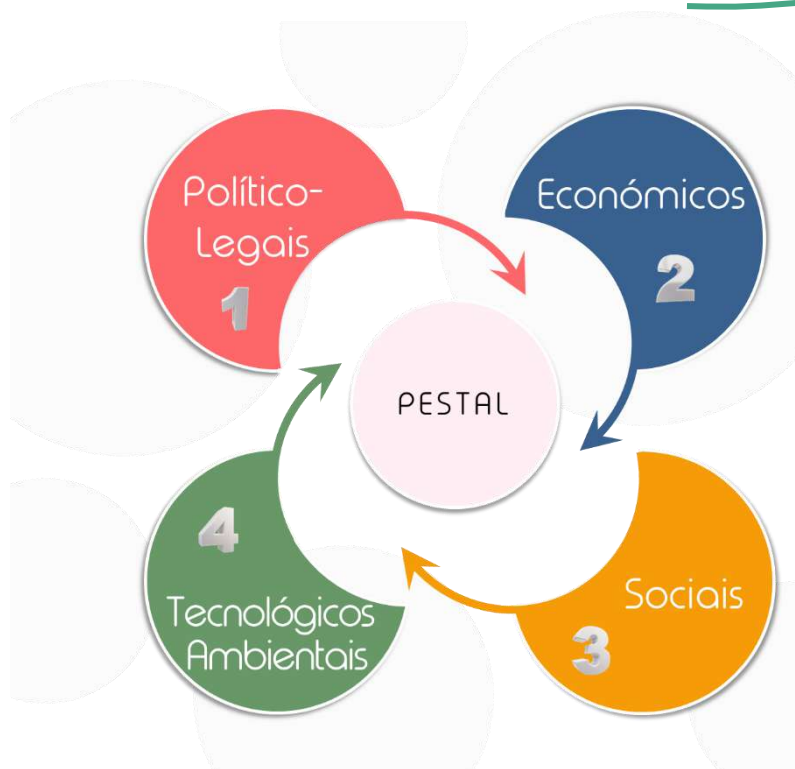 Político-
Legais
1
Económicos
2
PESTAL
4
Tecnológicos
Ambientais
Sociais
3